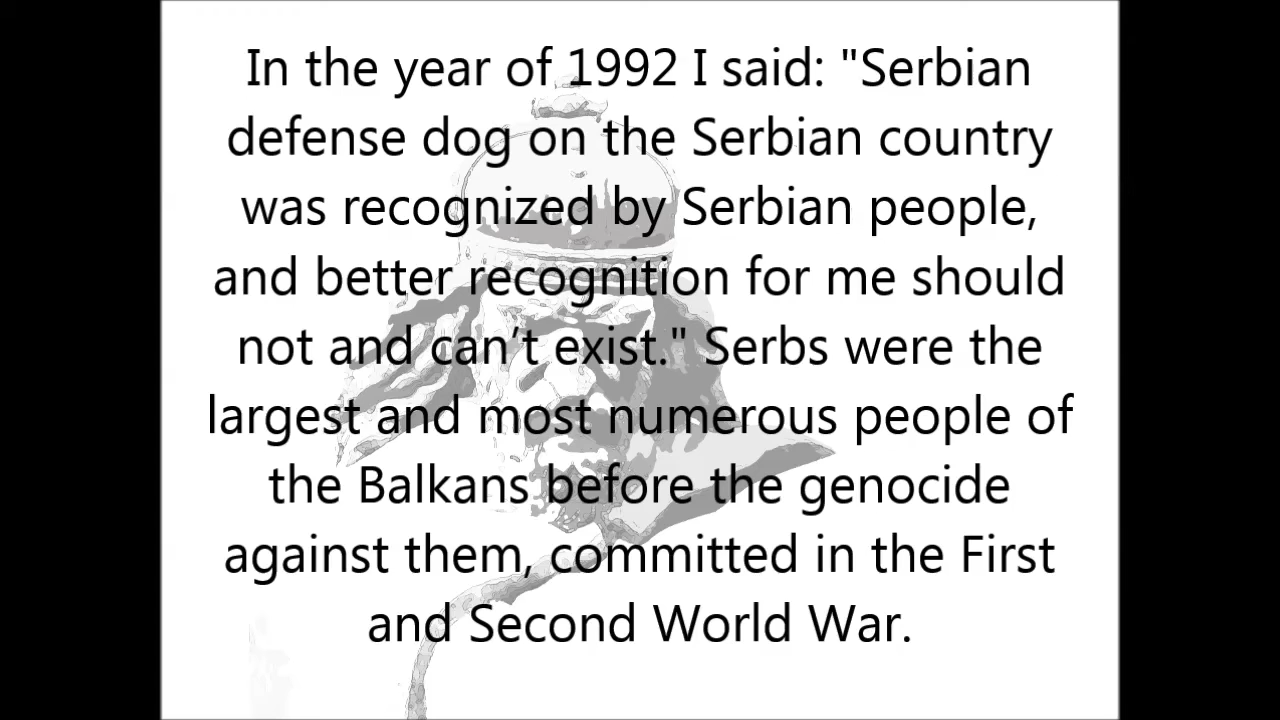 In the year of 1992 I said: "Serbian
defense dog on the Serbian country
was recognized by Serbian people,
and better recognition for me should
not and can’t exist." Serbs were the
largest and most numerous people of
the Balkans before the genocide
against them, committed in the First
and Second World War.